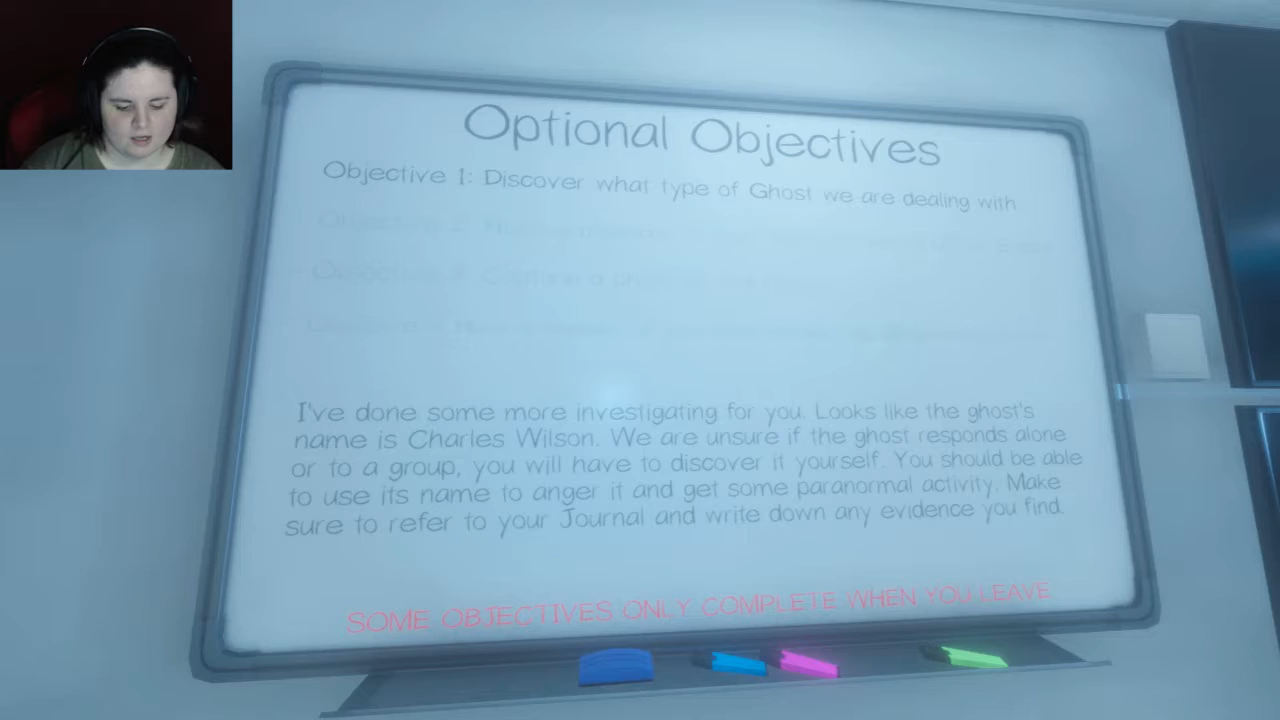 Optional Objectives
Objective 1: Discover what type of Ghost we are dealing with
I've done some more investigating for you. Looks like the ghost's
name is Charles Wilson. We are unsure if the ghost responds alone
or to a group, you will have to discover it yourself. You should be able
to use its name to anger it and get some paranormal activity. Make
sure to refer to your Journal and write down any evidence you find.
SOME OBJECTIVES ONLY COMPLETE WHEN YOU LEAVE